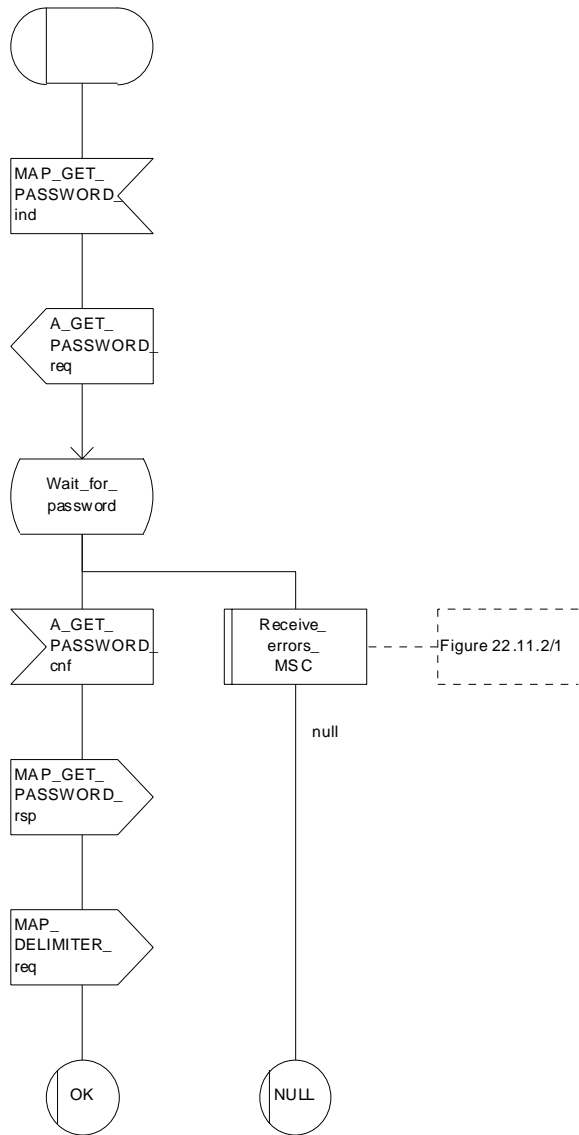 MAP_GET_
PASSWORD_
ind
A_GET_
PASSWORD_
req
Wait_for_
password
A_GET_
PASSWORD_
cnf
Receive_
errors_
MSC
Figure 22.11.2/1
null
MAP_GET_
PASSWORD_
rsp
MAP_
DELIMITER_
req
OK
NULL